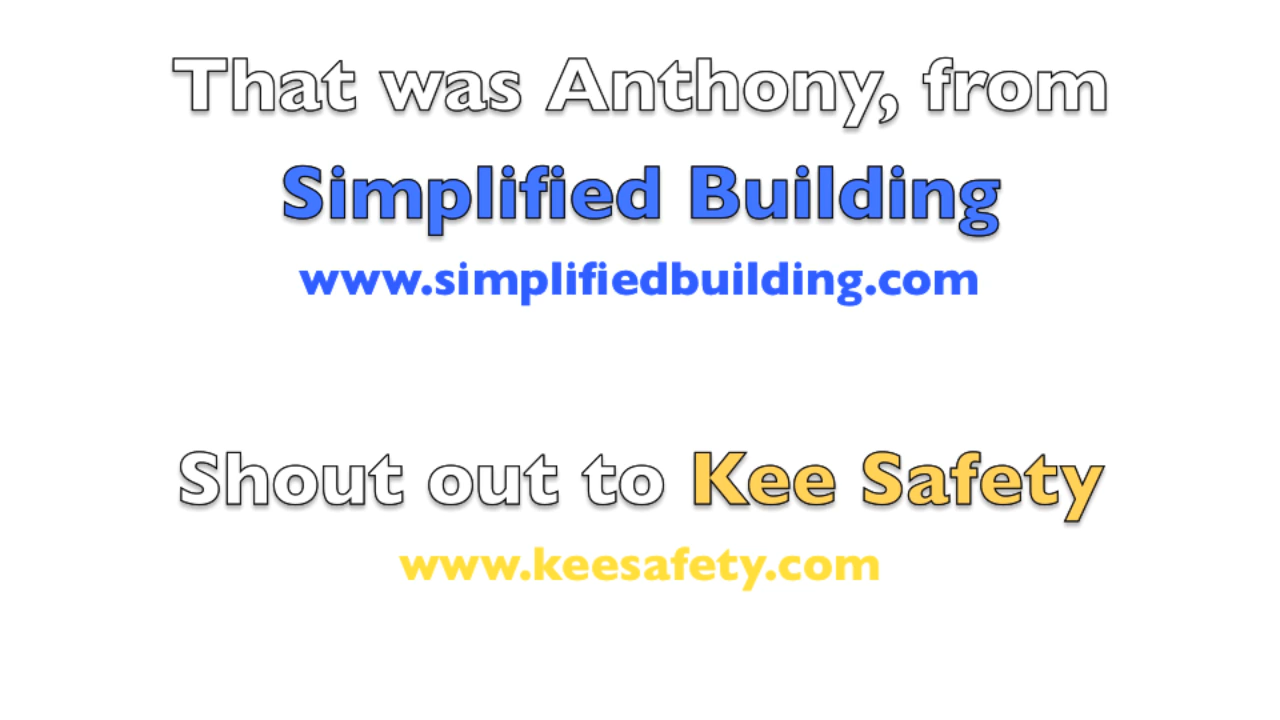 That was Anthony, from
Simplified Building
www.simplifiedbuilding.com
Shout out to Kee Safety
www.keesafety.com